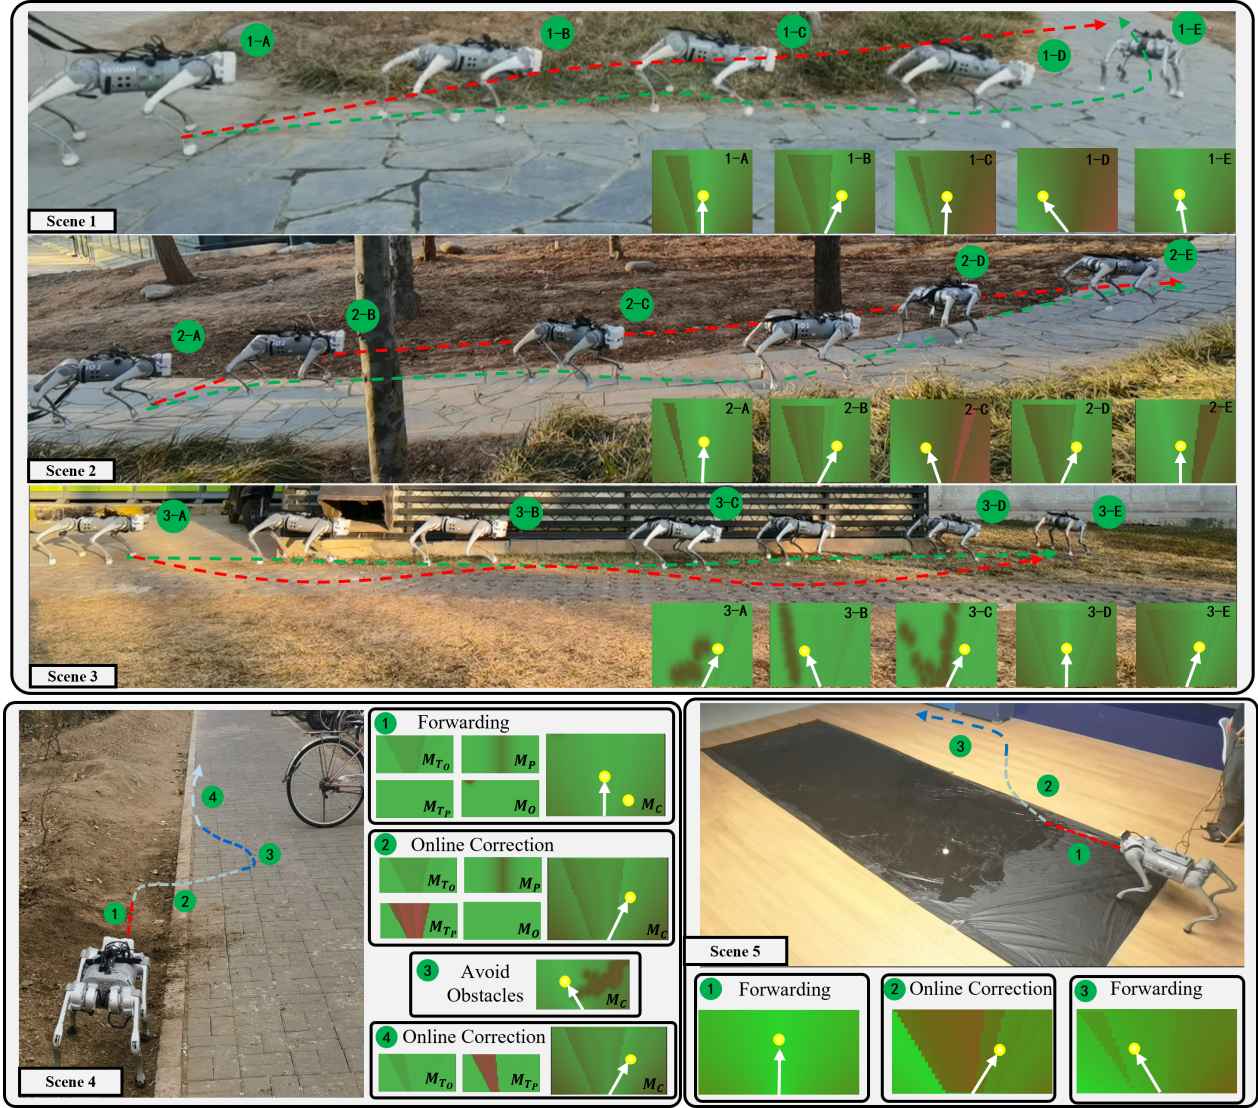 1-A
1-B
1-C
1-D
1-E
1-A
1-B
1-C
1-D
1-E
Scene 1
2-A
2-B
2-C
2-D
2-E
2-A
2-B
2-C
2-D
2-E
Scene 2
3-A
3-B
3-C
3-D
3-E
3-A
3-B
3-C
3-D
3-E
Scene 3
1
2
3
4
Scene 4
1 Forwarding
M_{T_O}
M_P
M_{T_P}
M_O
M_C
2 Online Correction
M_{T_O}
M_P
M_{T_P}
M_O
M_C
3 Avoid
Obstacles
M_C
4 Online Correction
M_{T_O}
M_{T_P}
M_C
3
2
1
Scene 5
1 Forwarding
2 Online Correction
3 Forwarding